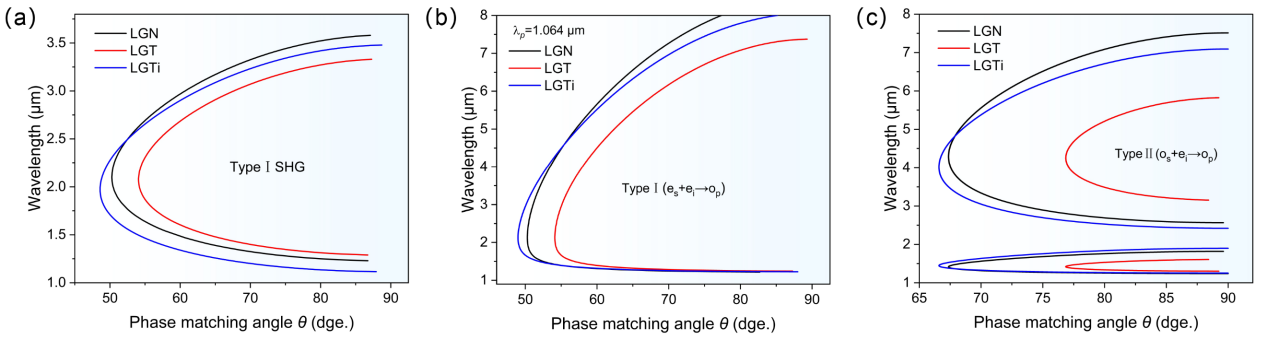 (a)
LGN
LGT
LGTi
Type Ⅰ SHG
Wavelength (μm)
3.5
3.0
2.5
2.0
1.5
1.0
50 60 70 80 90
Phase matching angle θ (dge.)
(b)
λp=1.064 μm
LGN
LGT
LGTi
Type Ⅰ (es+ei→op)
Wavelength (μm)
8
7
6
5
4
3
2
1
50 60 70 80 90
Phase matching angle θ (dge.)
(c)
LGN
LGT
LGTi
Type Ⅱ (os+ei→op)
Wavelength (μm)
8
7
6
5
4
3
2
1
65 70 75 80 85 90
Phase matching angle θ (dge.)